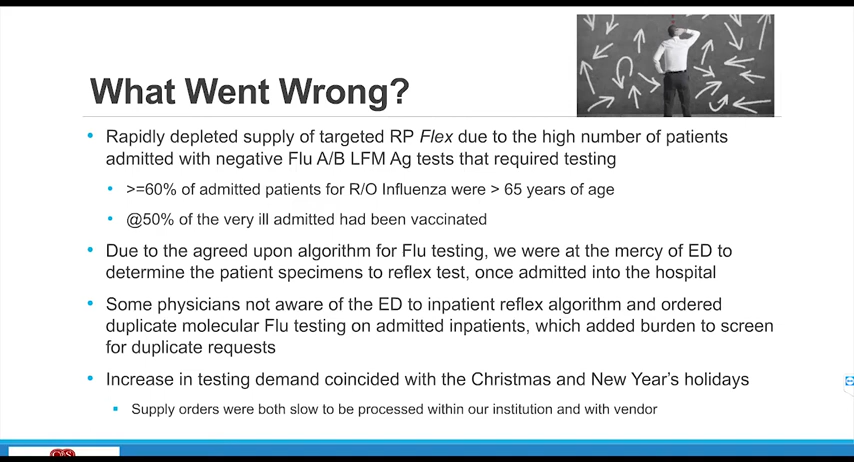 What Went Wrong?
• Rapidly depleted supply of targeted RP Flex due to the high number of patients
admitted with negative Flu A/B LFM Ag tests that required testing
• >=60% of admitted patients for R/O Influenza were > 65 years of age
• @50% of the very ill admitted had been vaccinated
• Due to the agreed upon algorithm for Flu testing, we were at the mercy of ED to
determine the patient specimens to reflex test, once admitted into the hospital
• Some physicians not aware of the ED to inpatient reflex algorithm and ordered
duplicate molecular Flu testing on admitted inpatients, which added burden to screen
for duplicate requests
• Increase in testing demand coincided with the Christmas and New Year's holidays
▪ Supply orders were both slow to be processed within our institution and with vendor